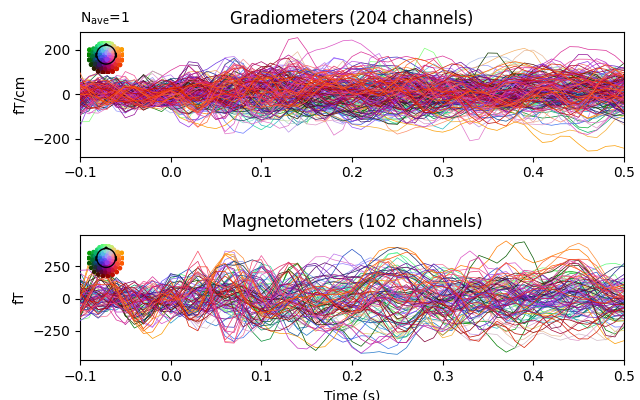 N_ave=1
Gradiometers (204 channels)
200
0
−200
fT/cm
−0.1 0.0 0.1 0.2 0.3 0.4 0.5
Magnetometers (102 channels)
250
0
−250
fT
−0.1 0.0 0.1 0.2 0.3 0.4 0.5
Time (s)